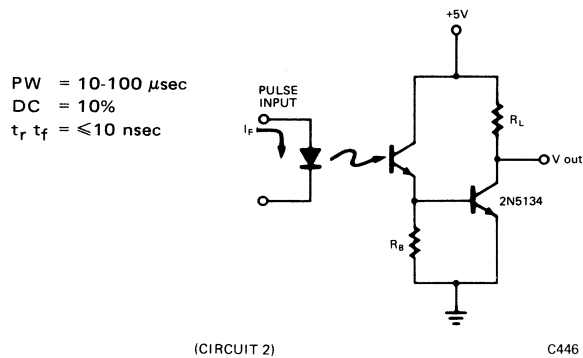 PW = 10-100 μsec
DC = 10%
tr tf = ≤10 nsec
PULSE
INPUT
IF
+5V
RL
V out
2N5134
RB
(CIRCUIT 2)
C446